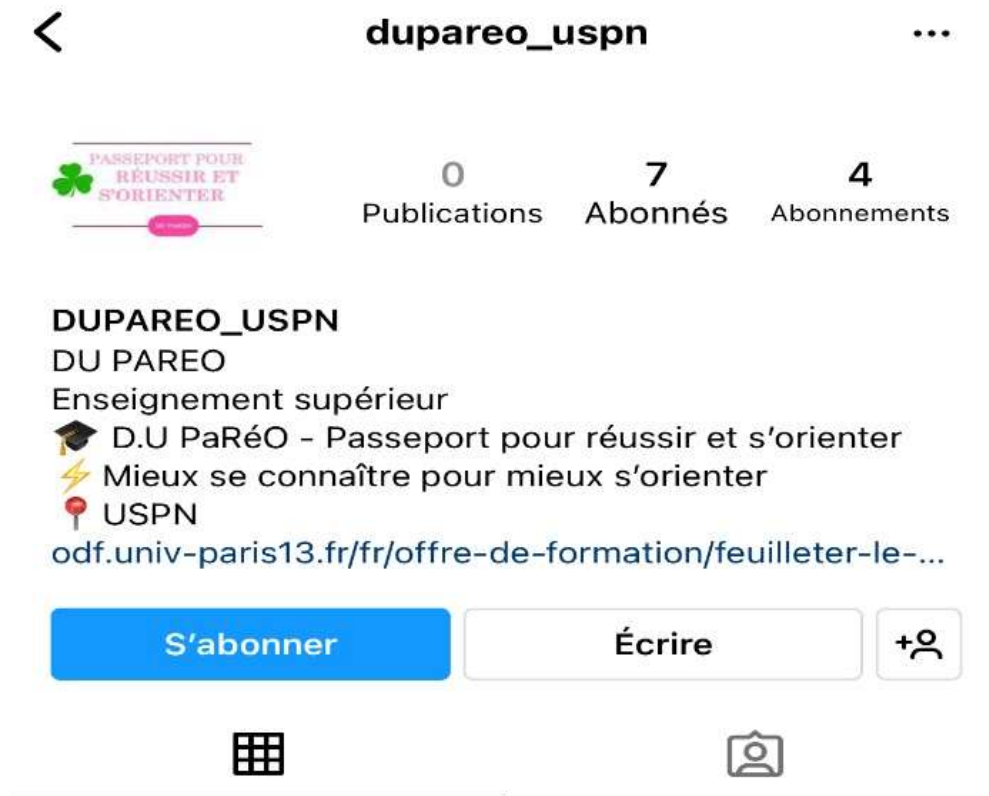 dupareo_uspn
PASSEPORT POUR
RÉUSSIR ET
S'ORIENTER
0
Publications
7
Abonnés
4
Abonnements
DUPAREO_USPN
DU PAREO
Enseignement supérieur
D.U PaRéO - Passeport pour réussir et s'orienter
Mieux se connaître pour mieux s'orienter
USPN
odf.univ-paris13.fr/fr/offre-de-formation/feuilleter-le-...
S'abonner
Écrire